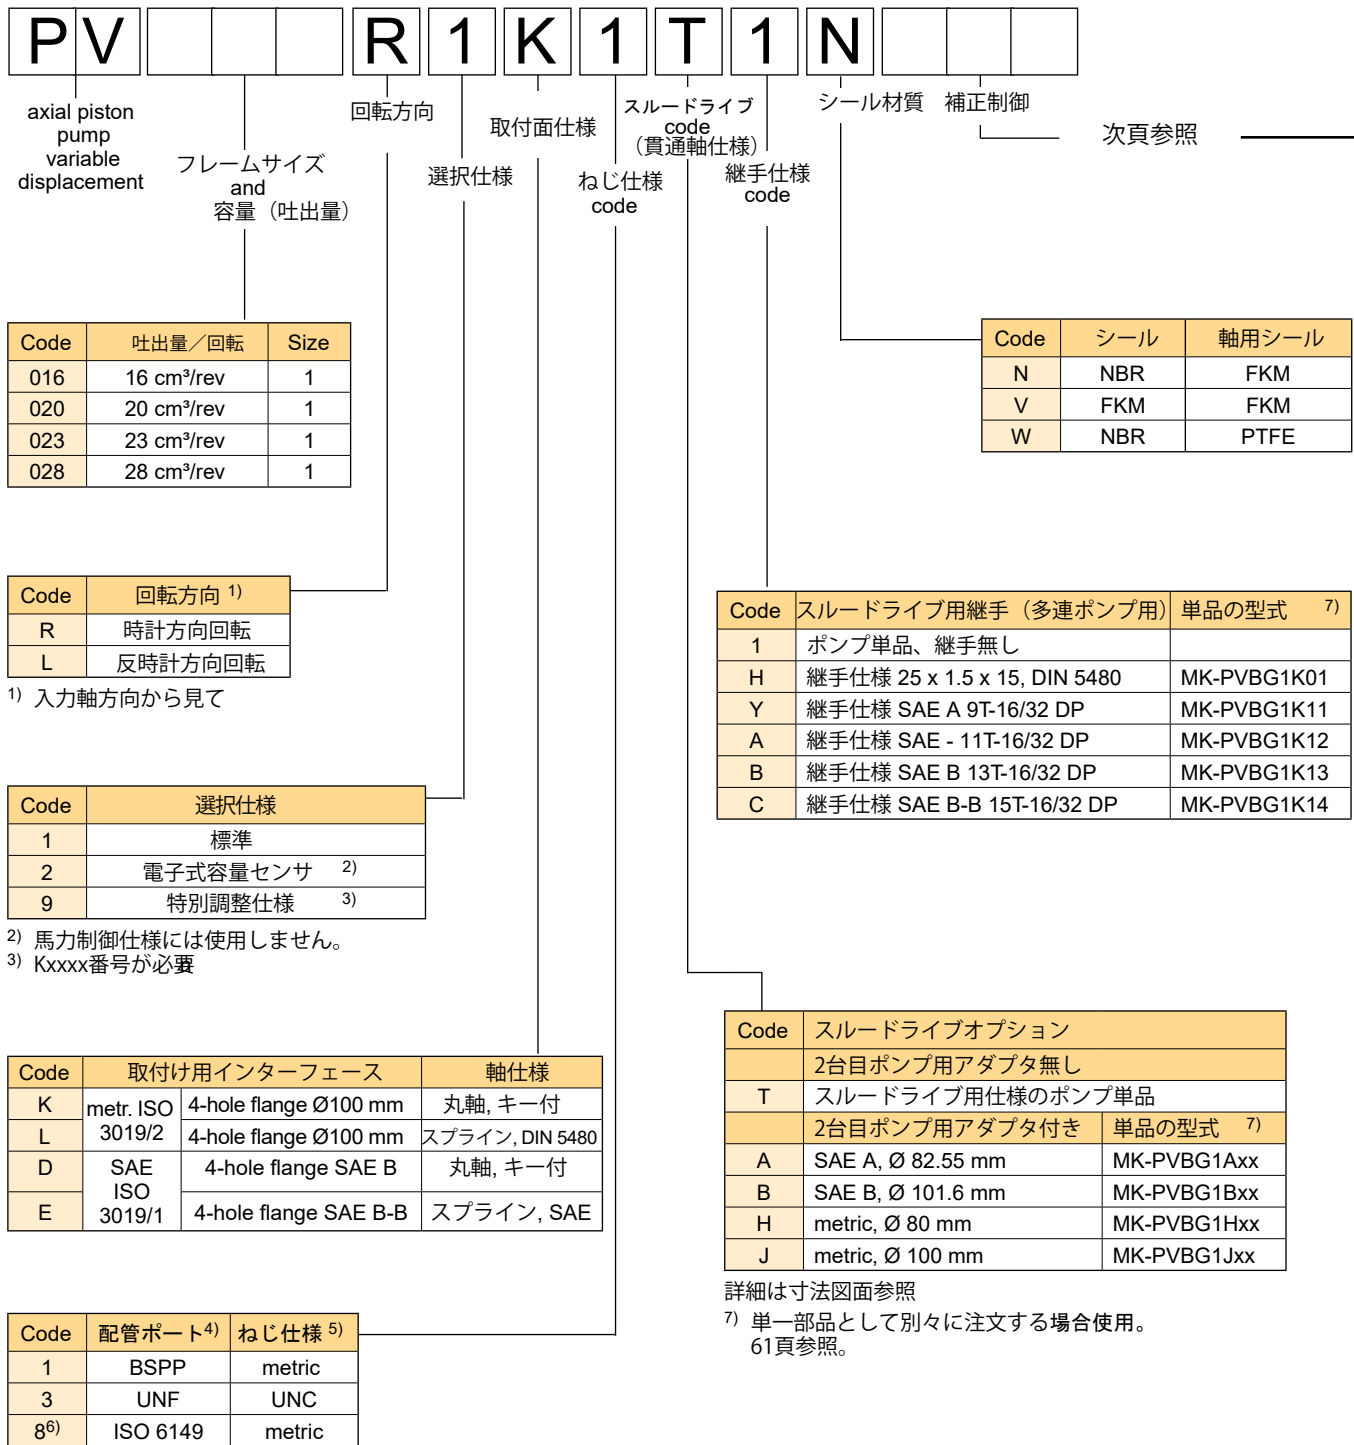 PV R 1 K 1 T 1 N
axial piston
pump
variable
displacement
フレームサイズ
and
容量（吐出量）
回転方向
選択仕様
取付面仕様
ねじ仕様
code
スルードライブ
code
（貫通軸仕様）
継手仕様
code
シール材質
補正制御
次頁参照
Code 吐出量／回転 Size
016 16 cm³/rev 1
020 20 cm³/rev 1
023 23 cm³/rev 1
028 28 cm³/rev 1
Code シール 軸用シール
N NBR FKM
V FKM FKM
W NBR PTFE
Code 回転方向 1)
R 時計方向回転
L 反時計方向回転
1) 入力軸方向から見て
Code スルードライブ用継手（多連ポンプ用） 単品の型式 7)
1 ポンプ単品、継手無し
H 継手仕様 25 x 1.5 x 15, DIN 5480 MK-PVBG1K01
Y 継手仕様 SAE A 9T-16/32 DP MK-PVBG1K11
A 継手仕様 SAE - 11T-16/32 DP MK-PVBG1K12
B 継手仕様 SAE B 13T-16/32 DP MK-PVBG1K13
C 継手仕様 SAE B-B 15T-16/32 DP MK-PVBG1K14
Code 選択仕様
1 標準
2 電子式容量センサ 2)
9 特別調整仕様 3)
2) 馬力制御仕様には使用しません。
3) Kxxxx番号が必要
Code 取付け用インターフェース 軸仕様
K metr. ISO 3019/2 4-hole flange Ø100 mm 丸軸, キー付
L 4-hole flange Ø100 mm スプライン, DIN 5480
D SAE ISO 3019/1 4-hole flange SAE B 丸軸, キー付
E 4-hole flange SAE B-B スプライン, SAE
Code スルードライブオプション
2台目ポンプ用アダプタ無し
T スルードライブ用仕様のポンプ単品
2台目ポンプ用アダプタ付き 単品の型式 7)
A SAE A, Ø 82.55 mm MK-PVBG1Axx
B SAE B, Ø 101.6 mm MK-PVBG1Bxx
H metric, Ø 80 mm MK-PVBG1Hxx
J metric, Ø 100 mm MK-PVBG1Jxx
詳細は寸法図面参照
7) 単一部品として別々に注文する場合使用。
61頁参照。
Code 配管ポート4) ねじ仕様 5)
1 BSPP metric
3 UNF UNC
86) ISO 6149 metric